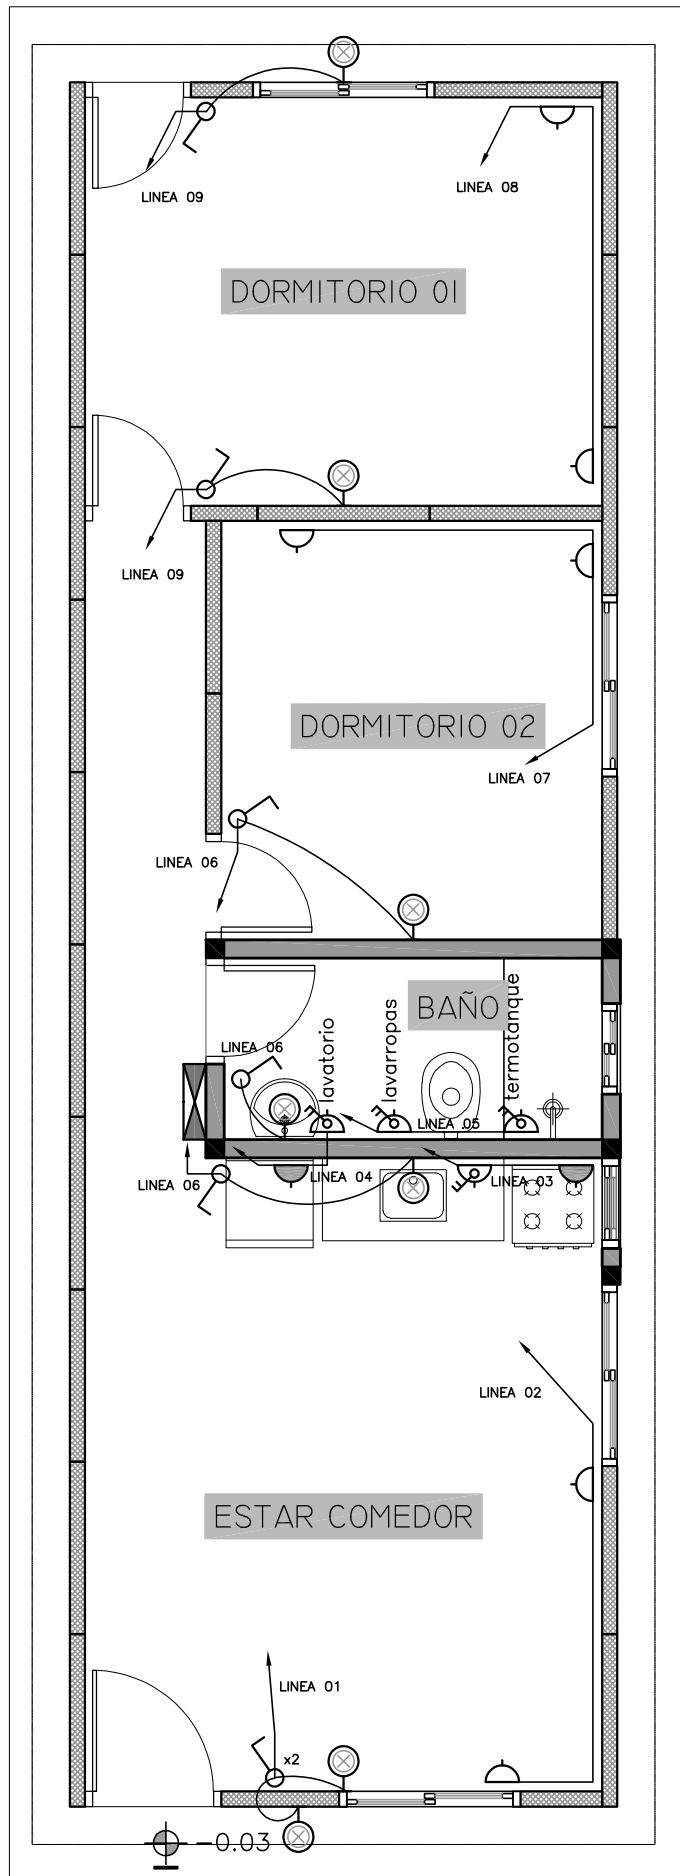 LINEA 09
LINEA 08
DORMITORIO 01
LINEA 09
DORMITORIO 02
LINEA 07
LINEA 06
BAÑO
lavatorio
lavarropas
termotanque
LINEA 06
LINEA 05
LINEA 04
LINEA 03
LINEA 06
LINEA 02
ESTAR COMEDOR
LINEA 01
x2
-0.03